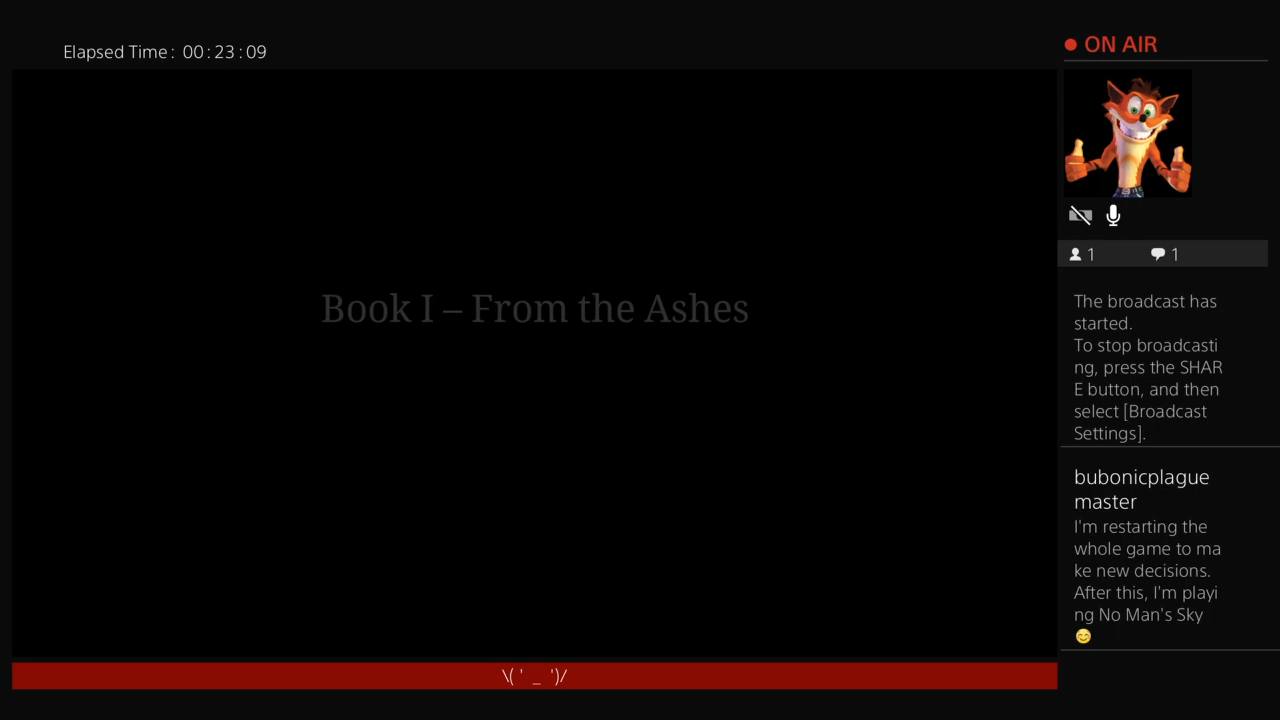 Elapsed Time: 00:23:09
ON AIR
Book I – From the Ashes
1 1
The broadcast has
started.
To stop broadcasti
ng, press the SHAR
E button, and then
select [Broadcast
Settings].
bubonicplague
master
I'm restarting the
whole game to ma
ke new decisions.
After this, I'm playi
ng No Man's Sky
😊
\( ' _ ')/